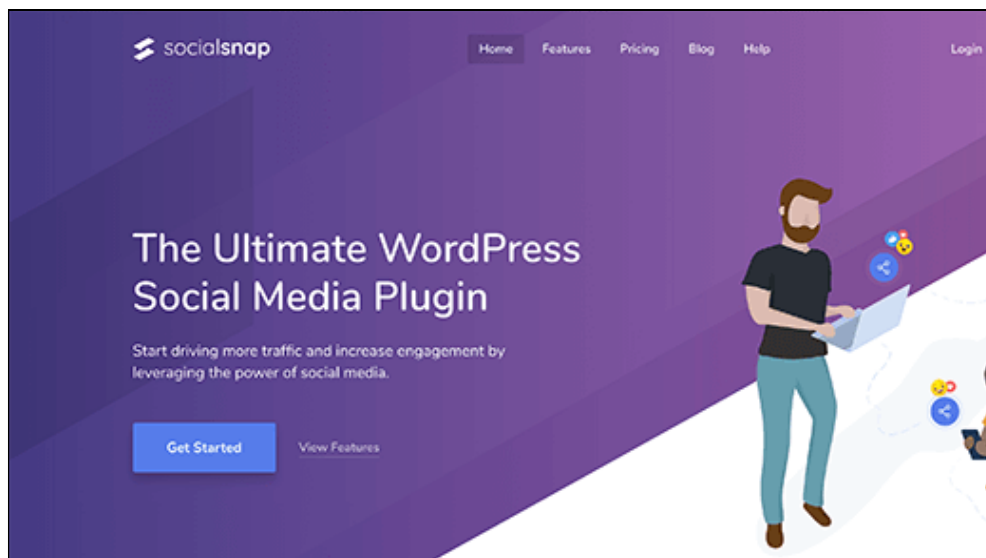 socialsnap
Home Features Pricing Blog Help Login
The Ultimate WordPress
Social Media Plugin
Start driving more traffic and increase engagement by
leveraging the power of social media.
Get Started View Features